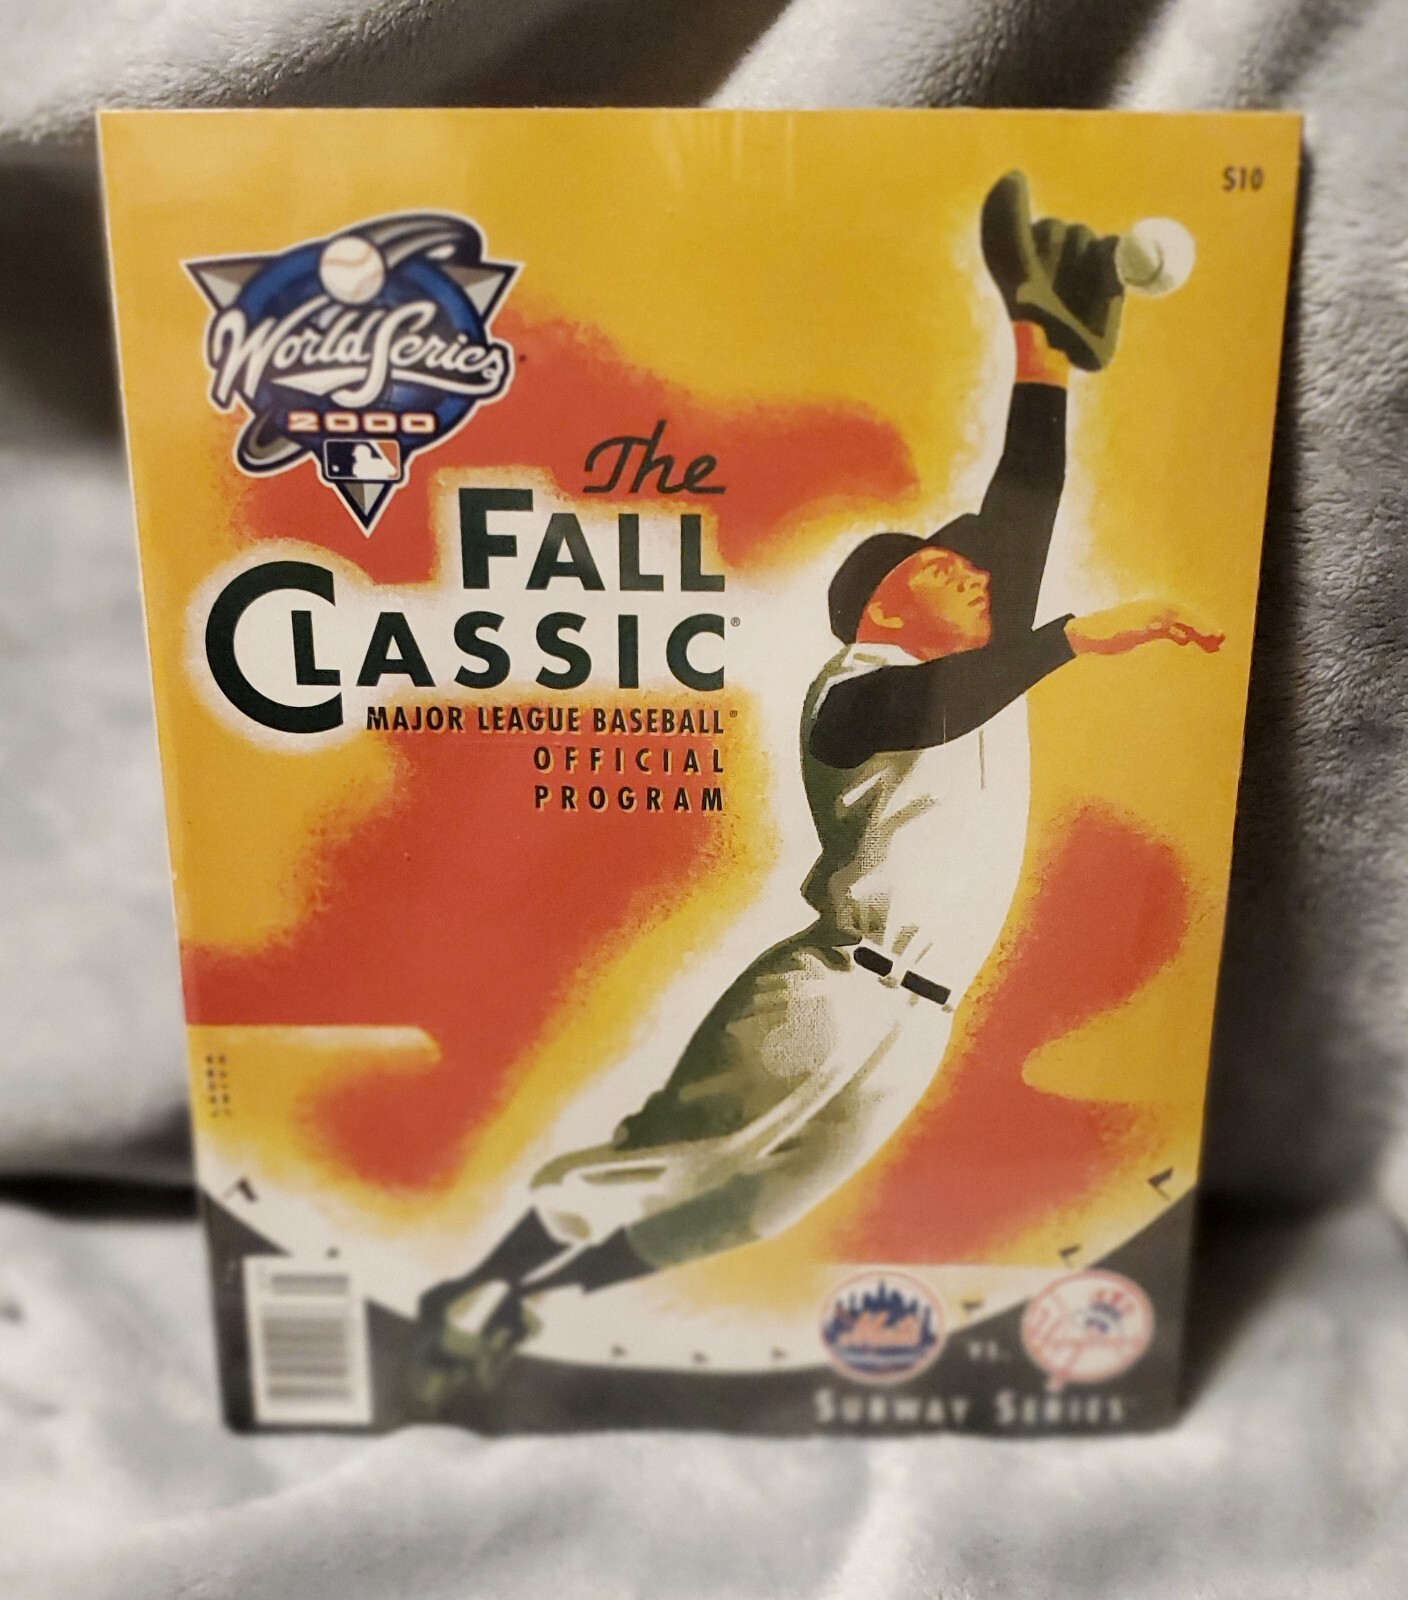 $10
World Series
2000
The
FALL
CLASSIC®
MAJOR LEAGUE BASEBALL®
OFFICIAL
PROGRAM
Mets
vs.
Yankees
SUBWAY SERIES